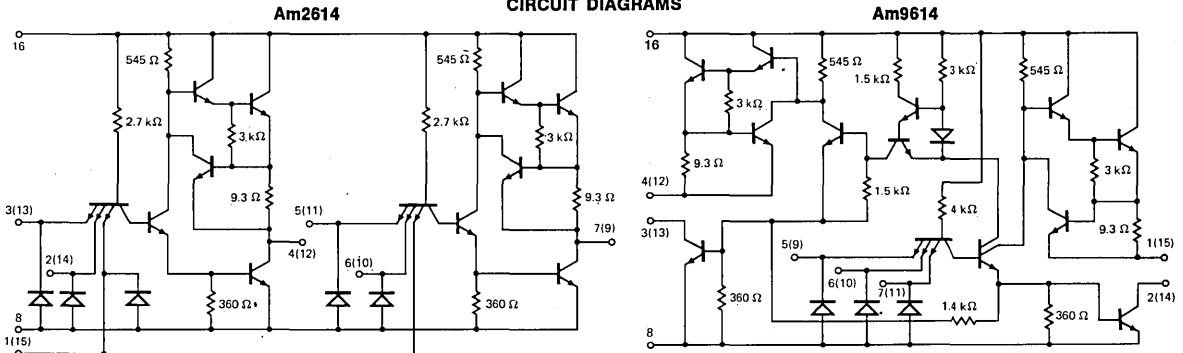 CIRCUIT DIAGRAMS
Am2614
16
545 Ω
2.7 kΩ
3 kΩ
9.3 Ω
3(13)
2(14)
4(12)
360 Ω
8
1(15)
545 Ω
2.7 kΩ
3 kΩ
9.3 Ω
5(11)
6(10)
7(9)
360 Ω
Am9614
16
545 Ω
1.5 kΩ
3 kΩ
545 Ω
3 kΩ
9.3 Ω
4(12)
3(13)
1.5 kΩ
4 kΩ
3 kΩ
9.3 Ω
1(15)
5(9)
6(10)
7(11)
2(14)
360 Ω
1.4 kΩ
360 Ω
8